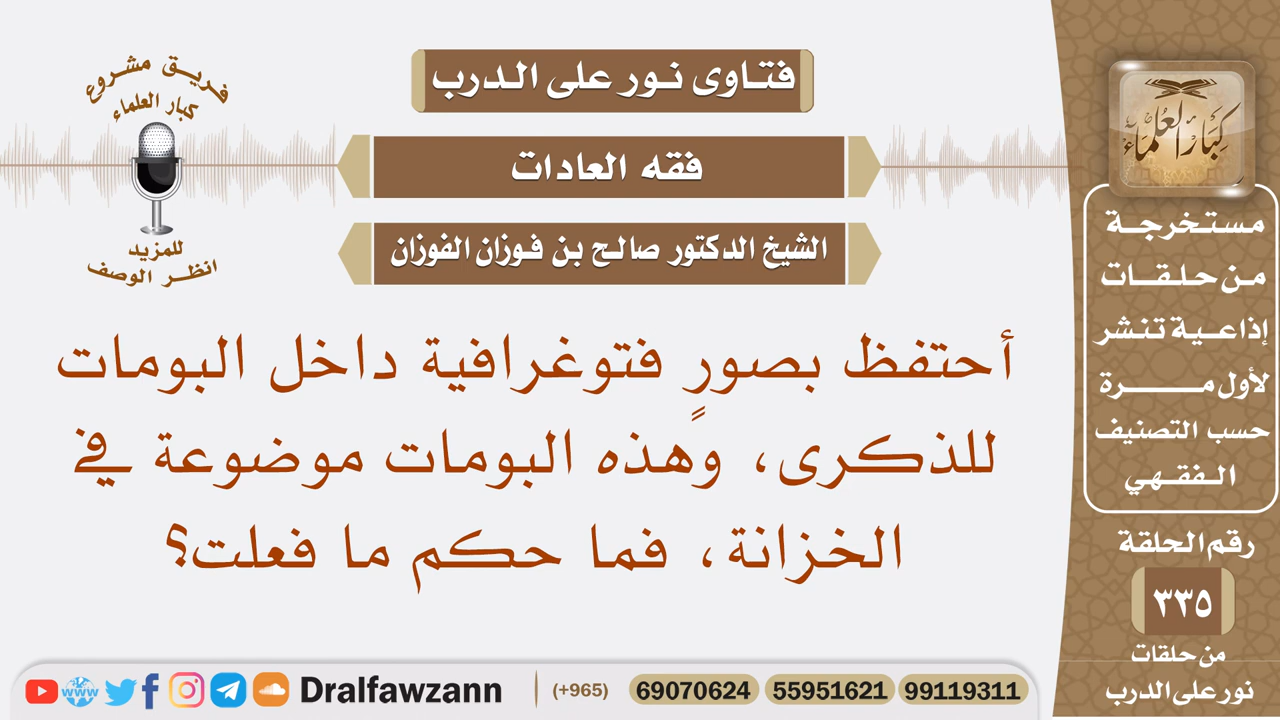 فتاوى نور على الدرب
فقه العادات
الشيخ الدكتور صالح بن فوزان الفوزان
أحتفظ بصورٍ فتوغرافية داخل البومات
للذكرى، وهذه البومات موضوعة في
الخزانة، فما حكم ما فعلت؟
فريق مشروع
كبار العلماء
للمزيد
انظر الوصف
كبار العلماء
مستخرجة
من حلقات
إذاعية تنشر
لأول مرة
حسب التصنيف
الفقهي
رقم الحلقة
٣٣٥
من حلقات
نور على الدرب
www
Dralfawzann
(+965) 69070624 55951621 99119311